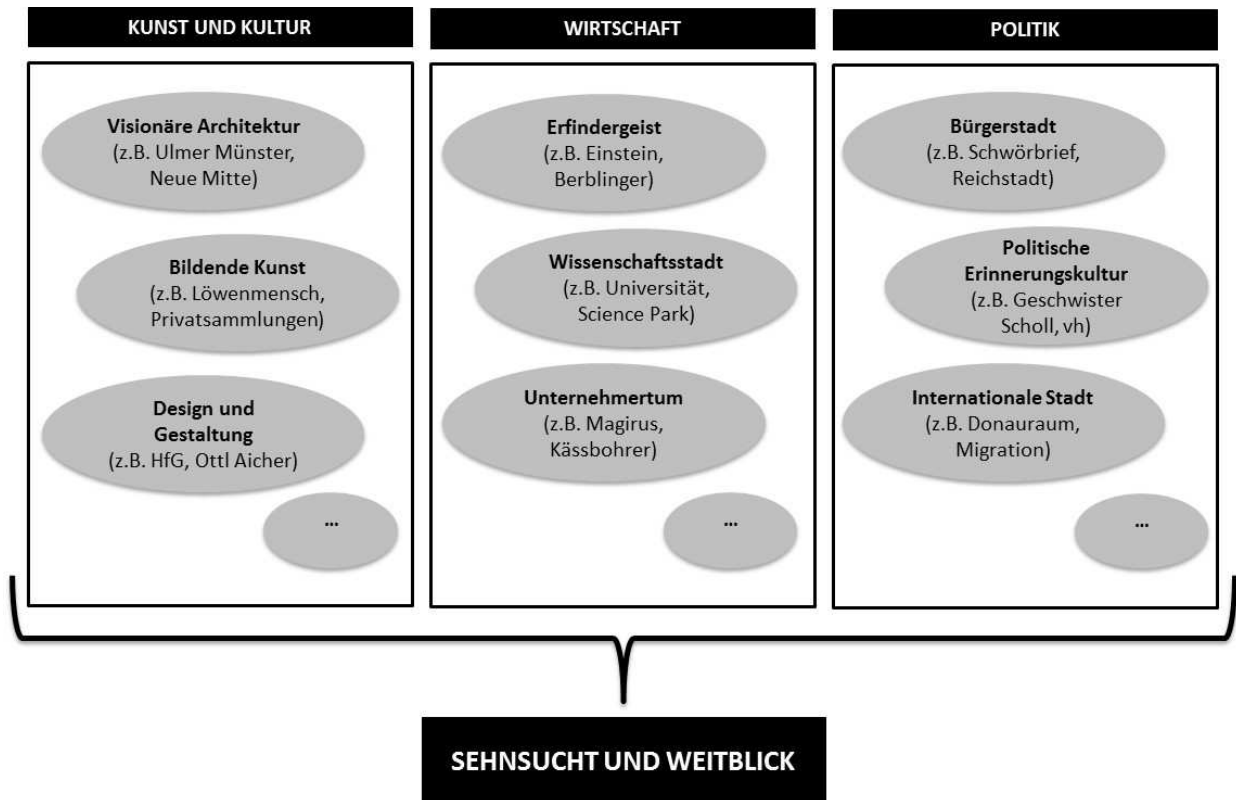 KUNST UND KULTUR
Visionäre Architektur
(z.B. Ulmer Münster,
Neue Mitte)
Bildende Kunst
(z.B. Löwenmensch,
Privatsammlungen)
Design und
Gestaltung
(z.B. HfG, Ottl Aicher)
...
WIRTSCHAFT
Erfindergeist
(z.B. Einstein,
Berblinger)
Wissenschaftsstadt
(z.B. Universität,
Science Park)
Unternehmertum
(z.B. Magirus,
Kässbohrer)
...
POLITIK
Bürgerstadt
(z.B. Schwörbrief,
Reichstadt)
Politische
Erinnerungskultur
(z.B. Geschwister
Scholl, vh)
Internationale Stadt
(z.B. Donauraum,
Migration)
...
SEHNSUCHT UND WEITBLICK